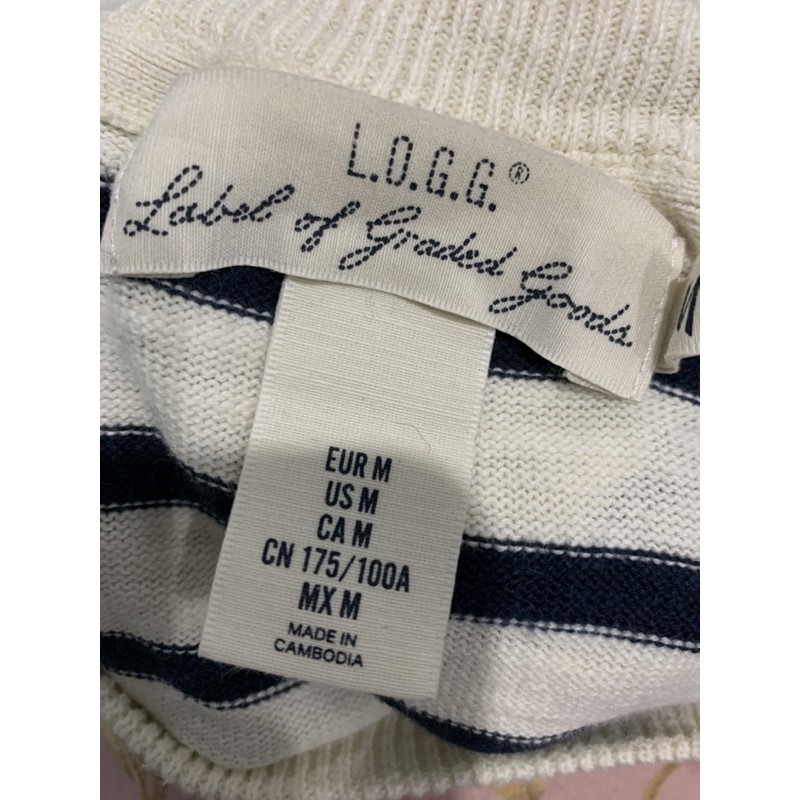 L.O.G.G.®
Label of Graded Goods
EUR M
US M
CA M
CN 175/100A
MX M
MADE IN
CAMBODIA